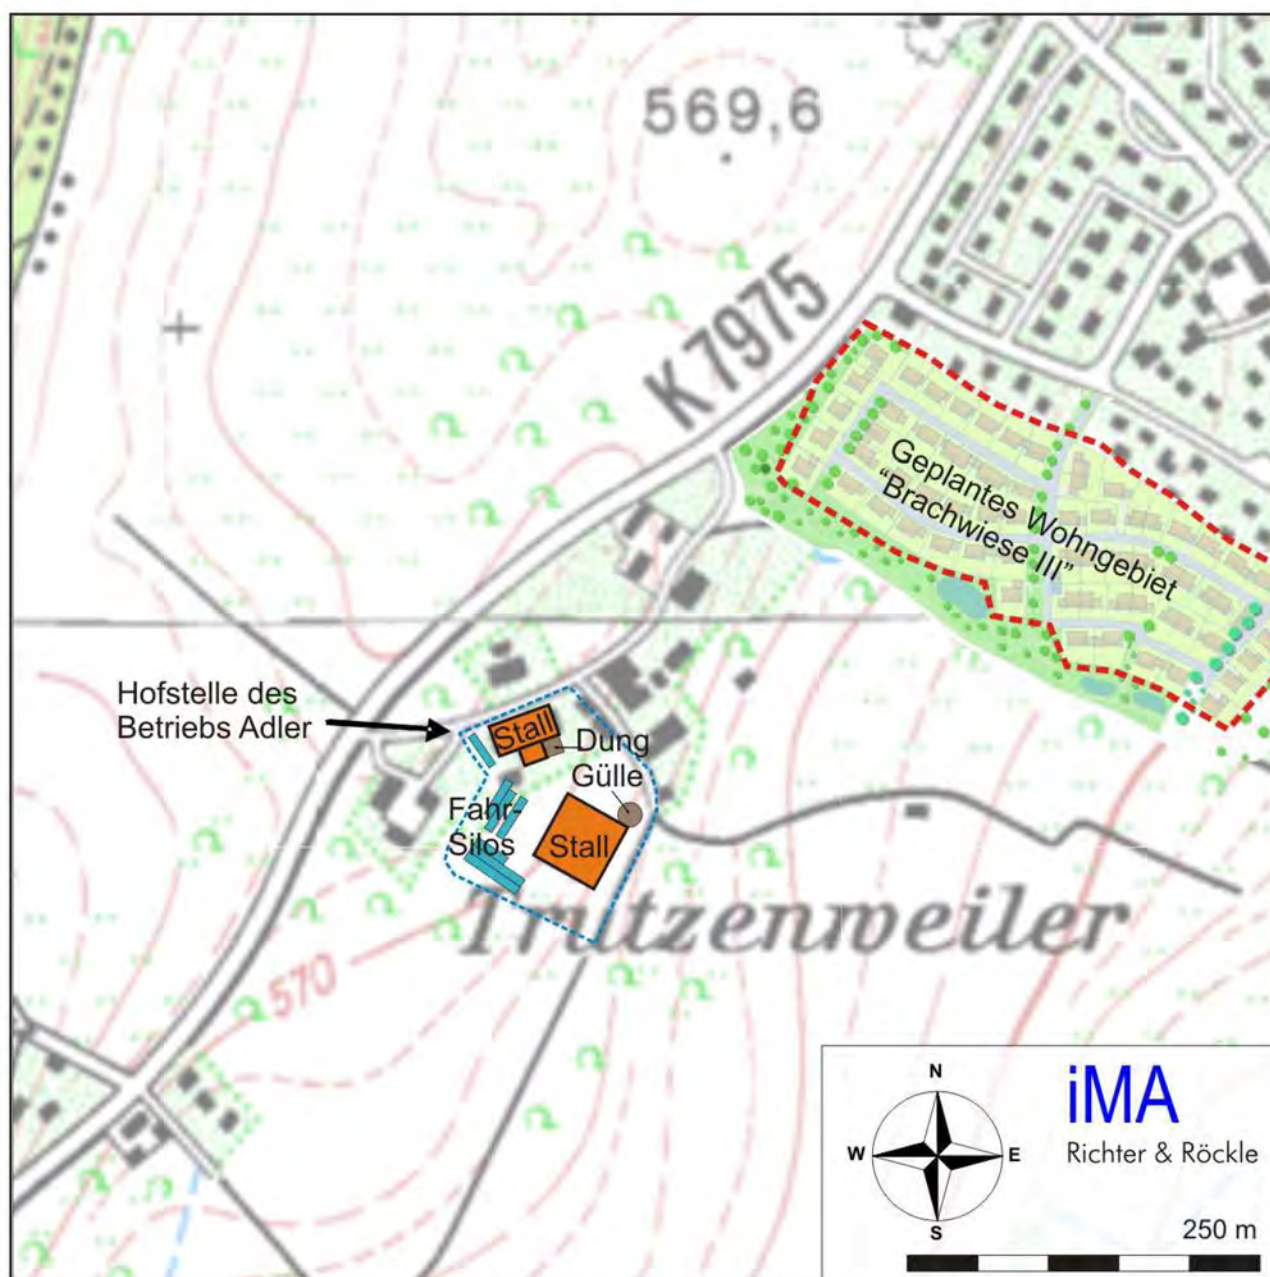 569,6
K 7975
Geplantes Wohngebiet
“Brachwiese III”
Hofstelle des
Betriebs Adler
Stall
Dung
Gülle
Fahr-
Silos
Stall
Trutzenweiler
570
N
W
E
S
iMA
Richter & Röckle
250 m